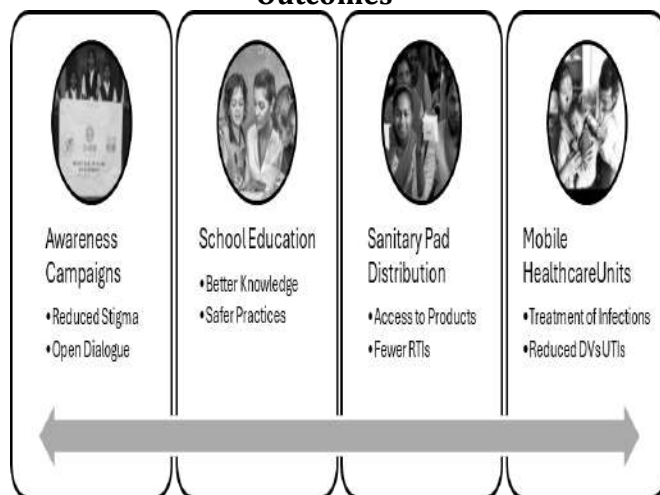 Outcomes
Awareness
Campaigns
•Reduced Stigma
•Open Dialogue
School Education
•Better Knowledge
•Safer Practices
Sanitary Pad
Distribution
•Access to Products
•Fewer RTIs
Mobile
HealthcareUnits
•Treatment of Infections
•Reduced DVsUTIs